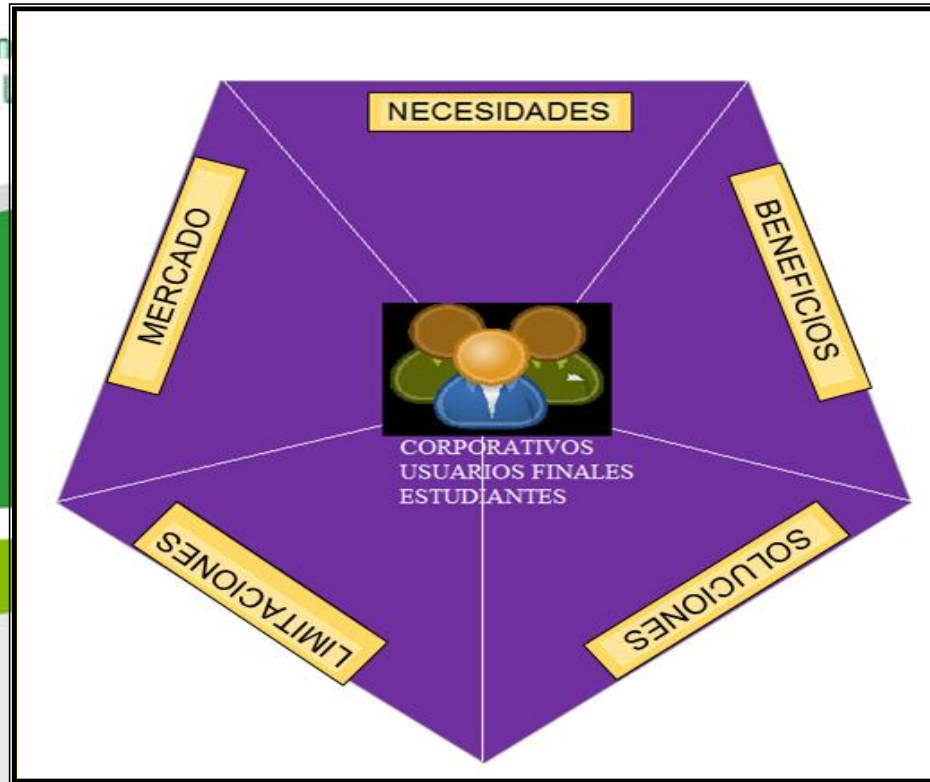 NECESIDADES
MERCADO
BENEFICIOS
CORPORATIVOS
USUARIOS FINALES
ESTUDIANTES
LIMITACIONES
SOLUCIONES